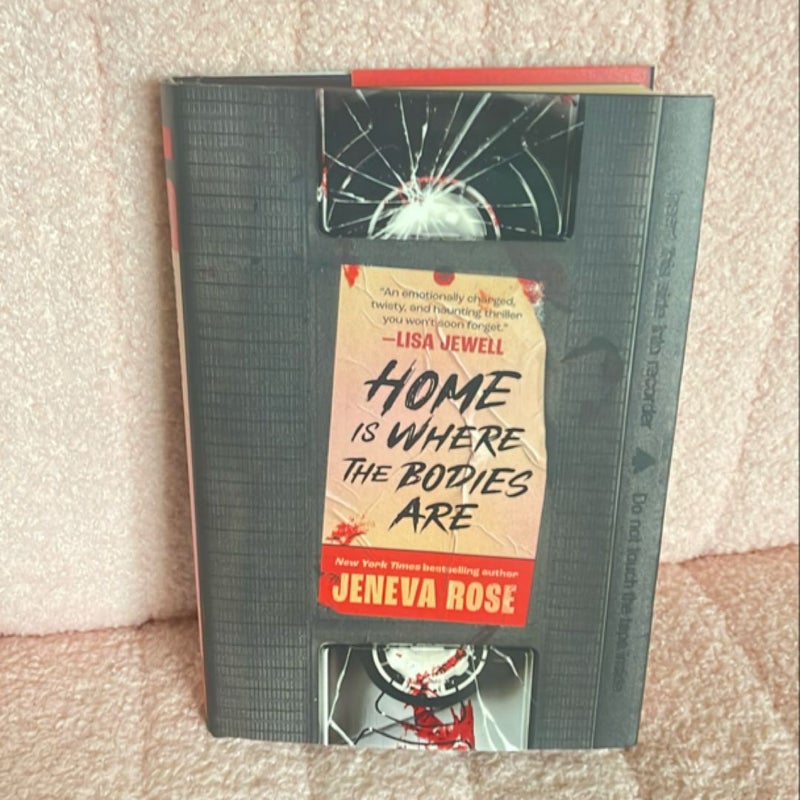 "An emotionally charged,
twisty, and haunting thriller
you won't soon forget."
—LISA JEWELL
HOME
IS WHERE
THE BODIES
ARE
New York Times bestselling author
JENEVA ROSE
Insert this side into recorder ▲ Do not touch the tape inside